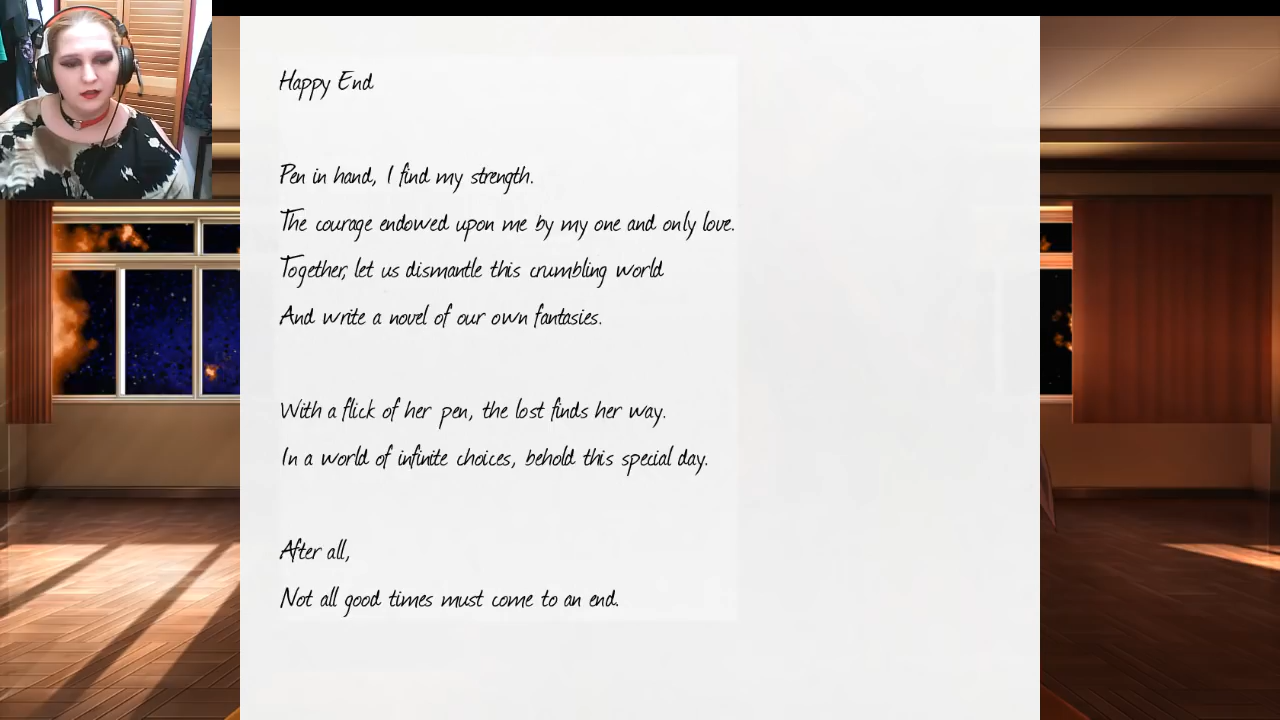 Happy End
Pen in hand, I find my strength.
The courage endowed upon me by my one and only love.
Together, let us dismantle this crumbling world
And write a novel of our own fantasies.
With a flick of her pen, the lost finds her way.
In a world of infinite choices, behold this special day.
After all,
Not all good times must come to an end.